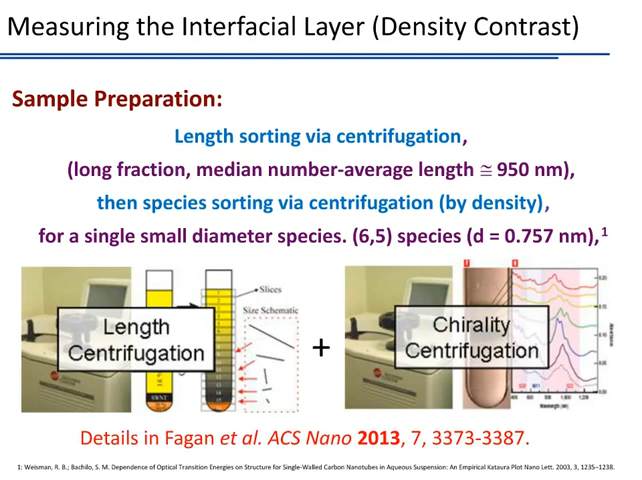 Measuring the Interfacial Layer (Density Contrast)
Sample Preparation:
Length sorting via centrifugation,
(long fraction, median number-average length ≅ 950 nm),
then species sorting via centrifugation (by density),
for a single small diameter species. (6,5) species (d = 0.757 nm),1
Slices
Size Schematic
Length
Centrifugation
SWNT
+
Chirality
Centrifugation
Wavelength (nm)
Details in Fagan et al. ACS Nano 2013, 7, 3373-3387.
1: Weisman, R. B.; Bachilo, S. M. Dependence of Optical Transition Energies on Structure for Single-Walled Carbon Nanotubes in Aqueous Suspension: An Empirical Kataura Plot Nano Lett. 2003, 3, 1235–1238.